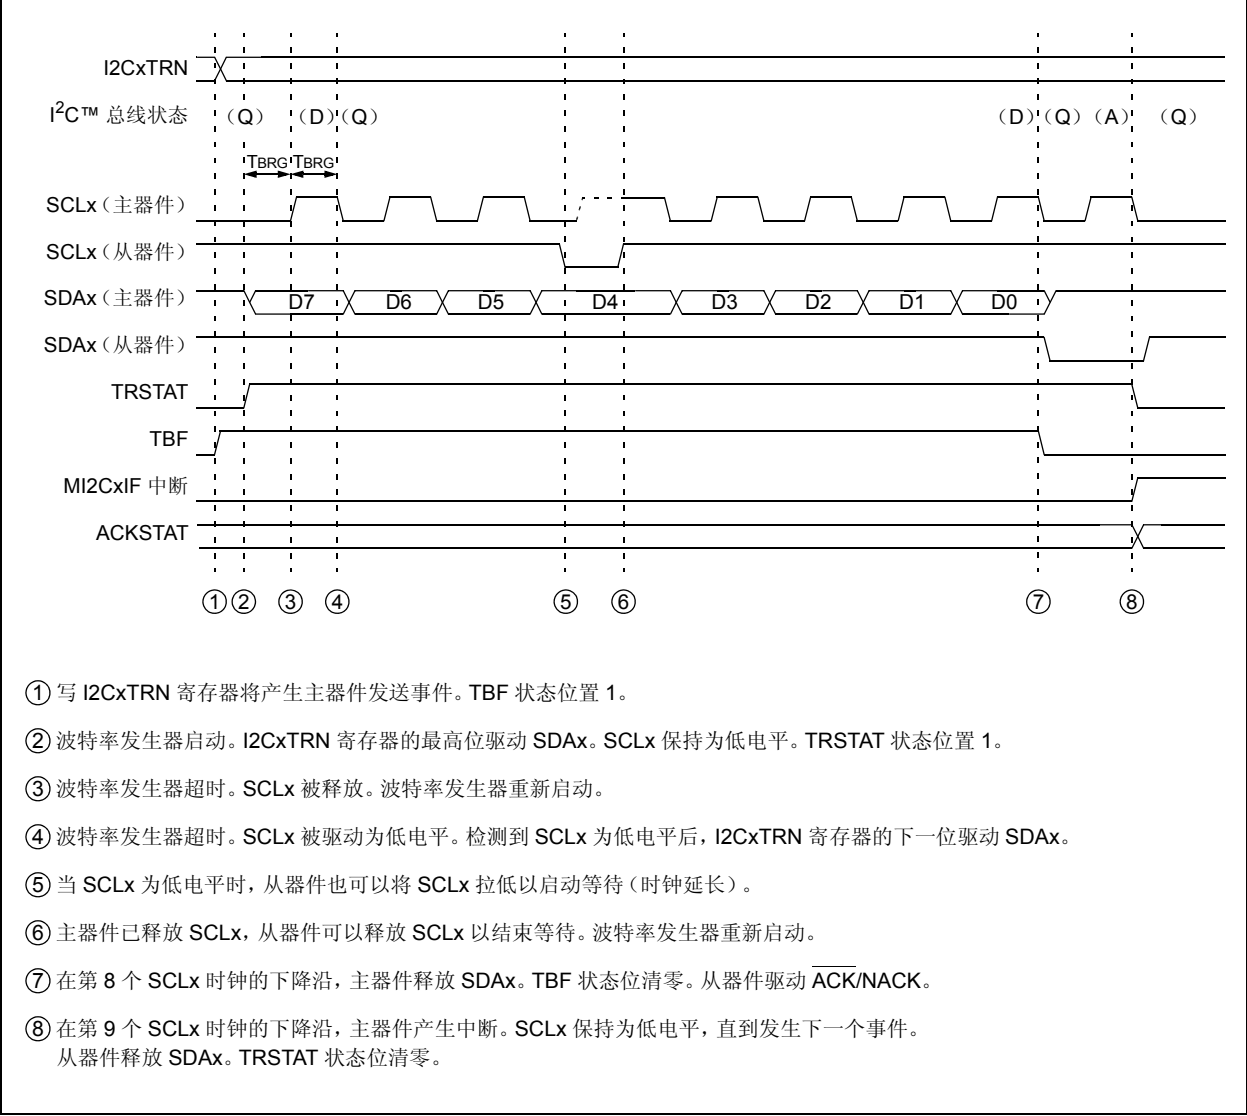 I2CxTRN
I²C™ 总线状态 （Q） （D）（Q） （D）（Q）（A） （Q）
TBRG TBRG
SCLx（主器件）
SCLx（从器件）
SDAx（主器件） D7 D6 D5 D4 D3 D2 D1 D0
SDAx（从器件）
TRSTAT
TBF
MI2CxIF 中断
ACKSTAT
① ② ③ ④ ⑤ ⑥ ⑦ ⑧
① 写 I2CxTRN 寄存器将产生主器件发送事件。TBF 状态位置 1。
② 波特率发生器启动。I2CxTRN 寄存器的最高位驱动 SDAx。SCLx 保持为低电平。TRSTAT 状态位置 1。
③ 波特率发生器超时。SCLx 被释放。波特率发生器重新启动。
④ 波特率发生器超时。SCLx 被驱动为低电平。检测到 SCLx 为低电平后，I2CxTRN 寄存器的下一位驱动 SDAx。
⑤ 当 SCLx 为低电平时，从器件也可以将 SCLx 拉低以启动等待（时钟延长）。
⑥ 主器件已释放 SCLx，从器件可以释放 SCLx 以结束等待。波特率发生器重新启动。
⑦ 在第 8 个 SCLx 时钟的下降沿，主器件释放 SDAx。TBF 状态位清零。从器件驱动 A̅C̅K̅/NACK。
⑧ 在第 9 个 SCLx 时钟的下降沿，主器件产生中断。SCLx 保持为低电平，直到发生下一个事件。
从器件释放 SDAx。TRSTAT 状态位清零。